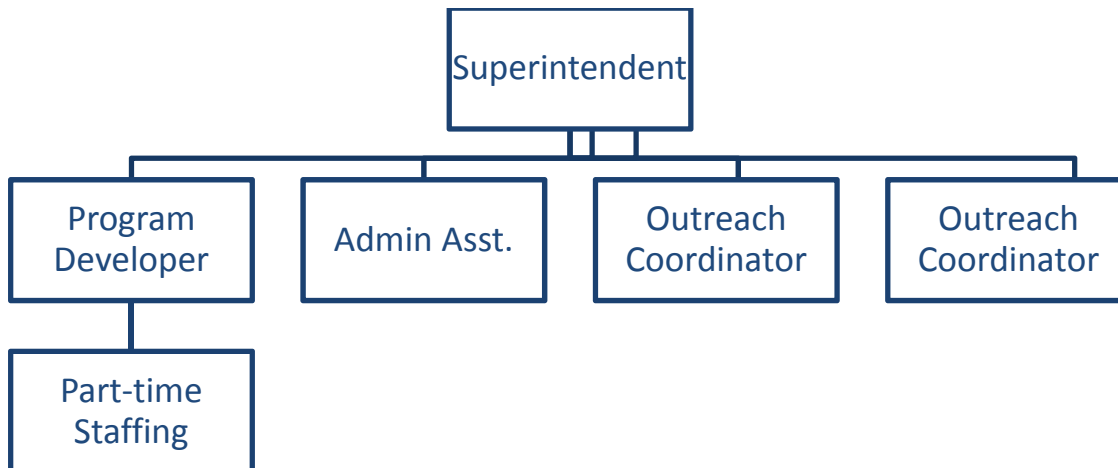 Superintendent
Program
Developer
Admin Asst.
Outreach
Coordinator
Outreach
Coordinator
Part-time
Staffing